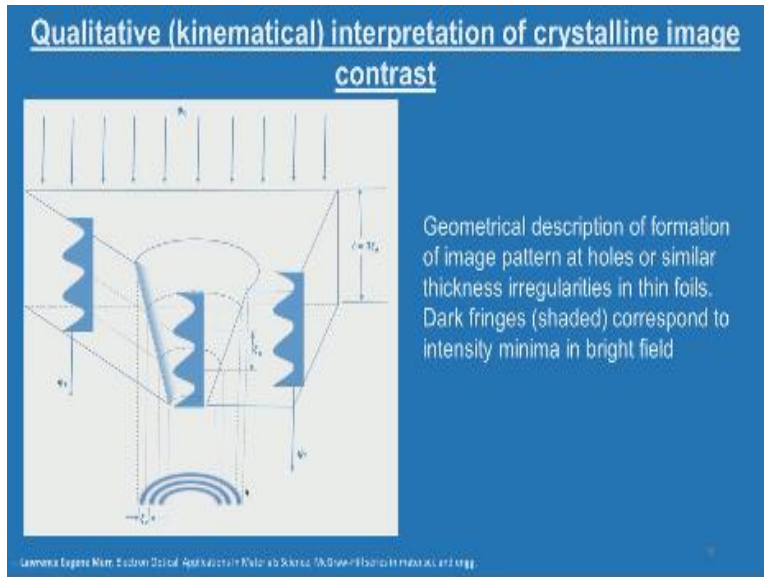 Qualitative (kinematical) interpretation of crystalline image
contrast
Geometrical description of formation
of image pattern at holes or similar
thickness irregularities in thin foils.
Dark fringes (shaded) correspond to
intensity minima in bright field
Lawrence Eugene Murr, Electron Optical Applications in Materials Science, McGraw-Hill series in mater.sci. and engg.